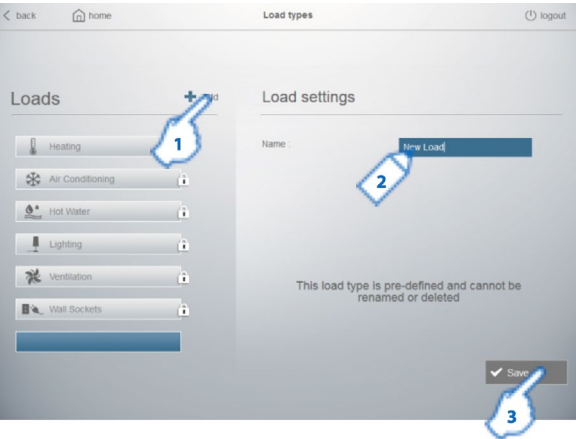 back
home
Load types
logout
Loads
Load settings
1
Heating
Air Conditioning
Hot Water
Lighting
Ventilation
Wall Sockets
Name :
New Load
2
This load type is pre-defined and cannot be
renamed or deleted
Save
3